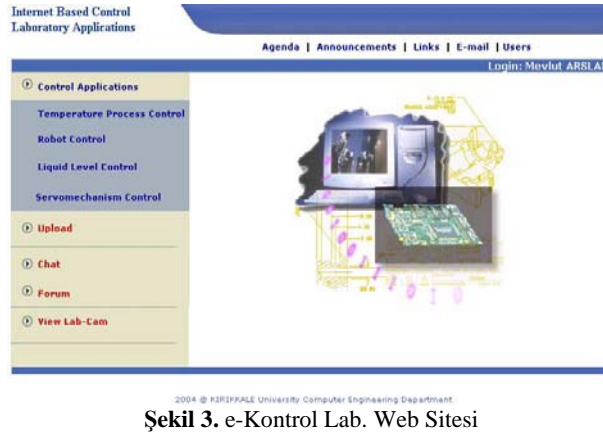 Internet Based Control
Laboratory Applications
Agenda | Announcements | Links | E-mail | Users
Login: Mevlut ARSLA
Control Applications
Temperature Process Control
Robot Control
Liquid Level Control
Servomechanism Control
Upload
Chat
Forum
View Lab-Cam
2004 @ KIRIKKALE University Computer Engineering Department
Şekil 3. e-Kontrol Lab. Web Sitesi